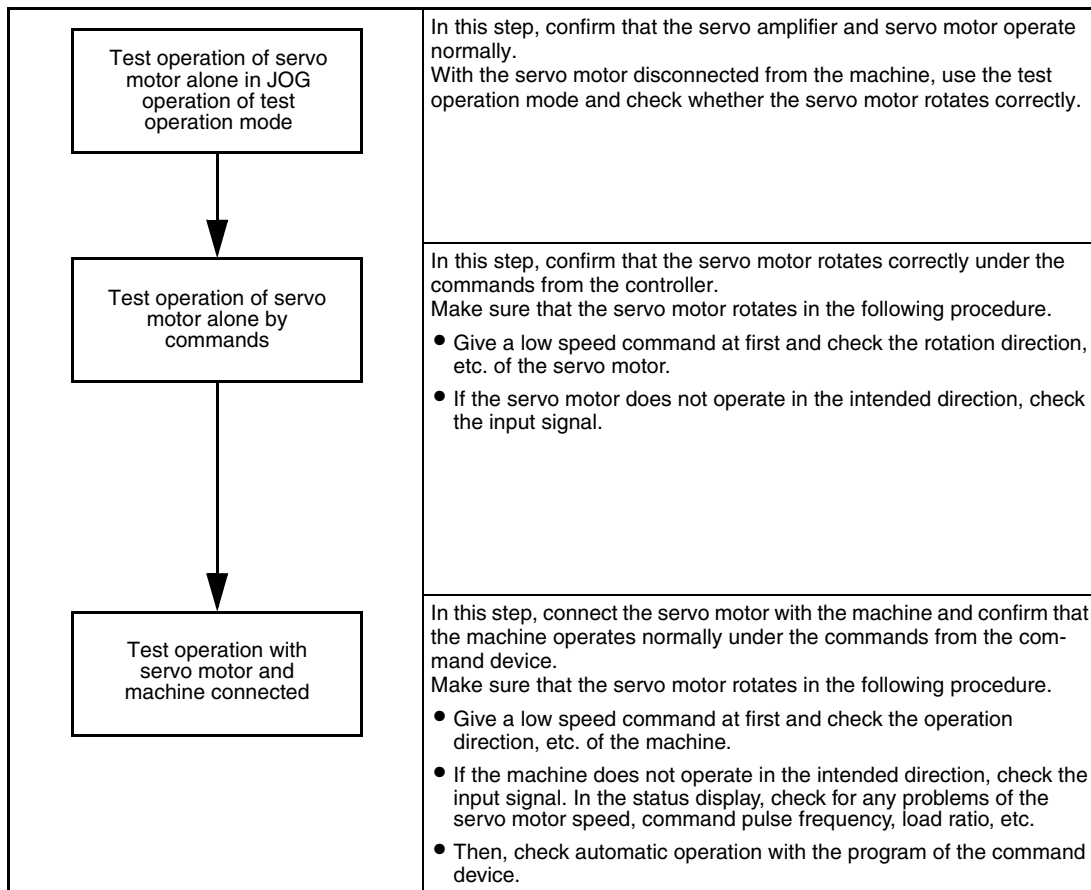 Test operation of servo
motor alone in JOG
operation of test
operation mode
In this step, confirm that the servo amplifier and servo motor operate
normally.
With the servo motor disconnected from the machine, use the test
operation mode and check whether the servo motor rotates correctly.
Test operation of servo
motor alone by
commands
In this step, confirm that the servo motor rotates correctly under the
commands from the controller.
Make sure that the servo motor rotates in the following procedure.
• Give a low speed command at first and check the rotation direction,
etc. of the servo motor.
• If the servo motor does not operate in the intended direction, check
the input signal.
Test operation with
servo motor and
machine connected
In this step, connect the servo motor with the machine and confirm that
the machine operates normally under the commands from the com-
mand device.
Make sure that the servo motor rotates in the following procedure.
• Give a low speed command at first and check the operation
direction, etc. of the machine.
• If the machine does not operate in the intended direction, check the
input signal. In the status display, check for any problems of the
servo motor speed, command pulse frequency, load ratio, etc.
• Then, check automatic operation with the program of the command
device.